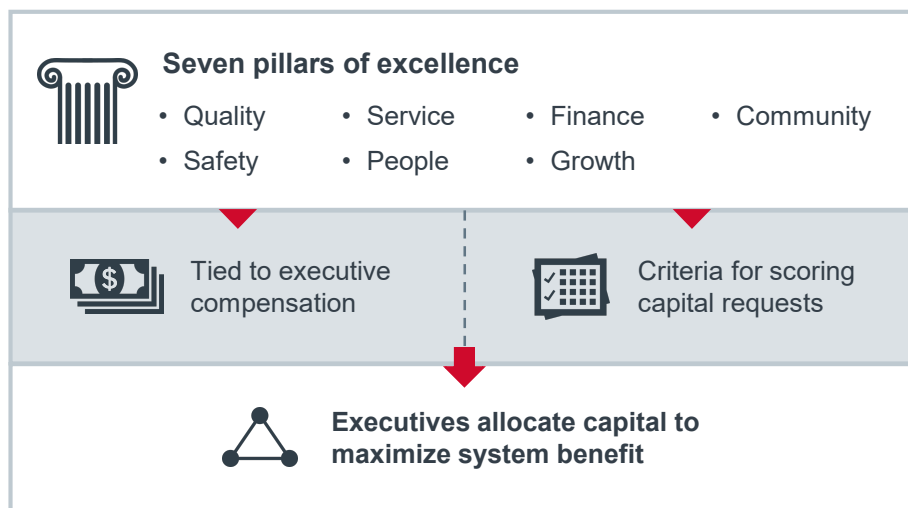 Seven pillars of excellence
• Quality • Service • Finance • Community
• Safety • People • Growth
$
Tied to executive
compensation
Criteria for scoring
capital requests
Executives allocate capital to
maximize system benefit